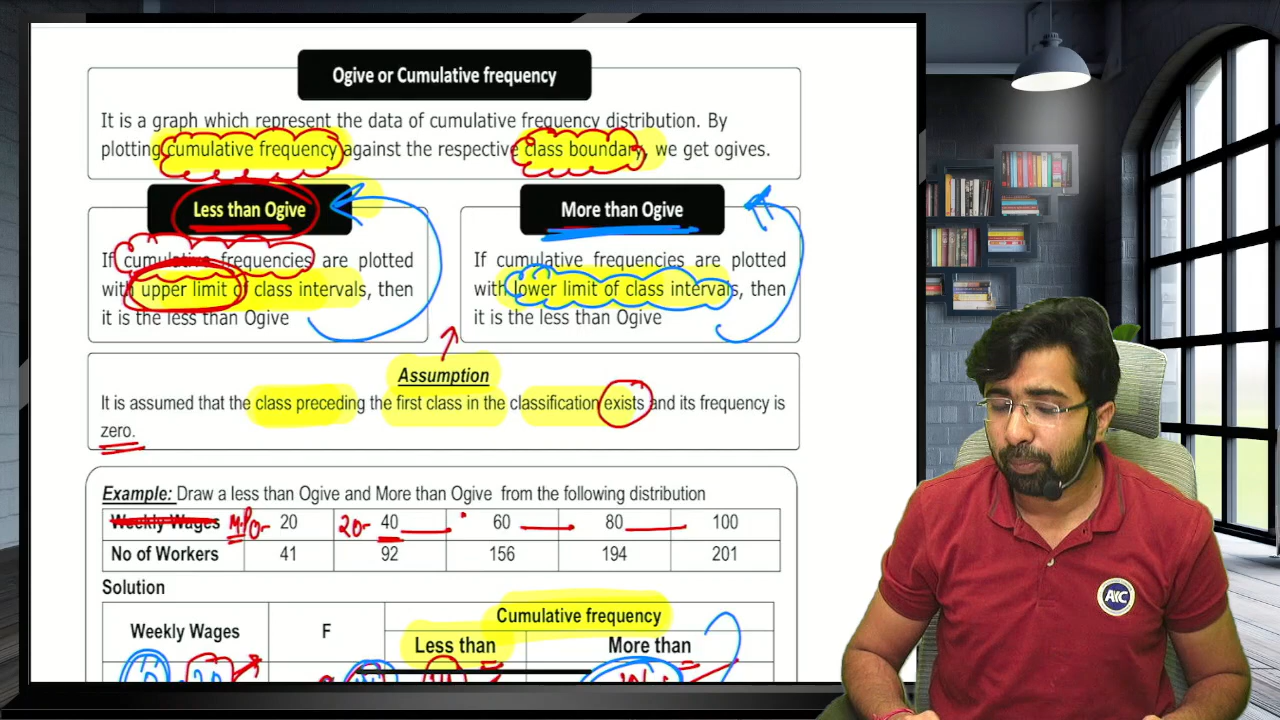 Ogive or Cumulative frequency
It is a graph which represent the data of cumulative frequency distribution. By
plotting cumulative frequency against the respective class boundary, we get ogives.
Less than Ogive
If cumulative frequencies are plotted
with upper limit of class intervals, then
it is the less than Ogive
More than Ogive
If cumulative frequencies are plotted
with lower limit of class intervals, then
it is the less than Ogive
Assumption
It is assumed that the class preceding the first class in the classification exists and its frequency is
zero.
Example: Draw a less than Ogive and More than Ogive from the following distribution
Weekly Wages 0- 20 20- 40 60 80 100
No of Workers 41 92 156 194 201
Solution
Weekly Wages F Cumulative frequency
Less than More than
AKC